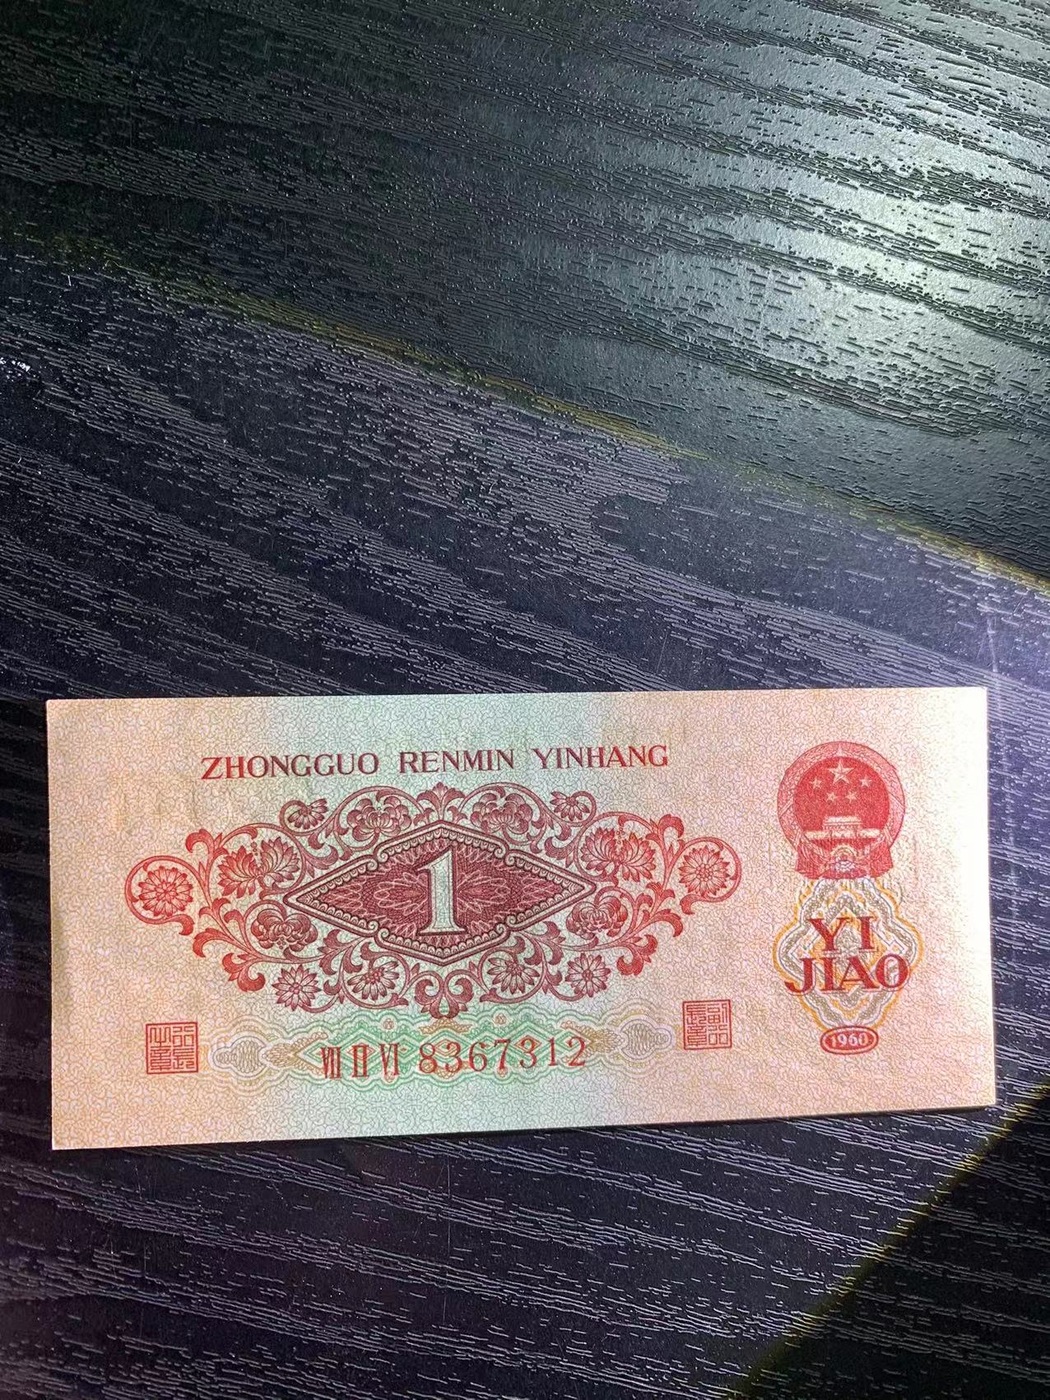 ZHONGGUO RENMIN YINHANG
1
YI
JIAO
1960
VII II VI 8367312